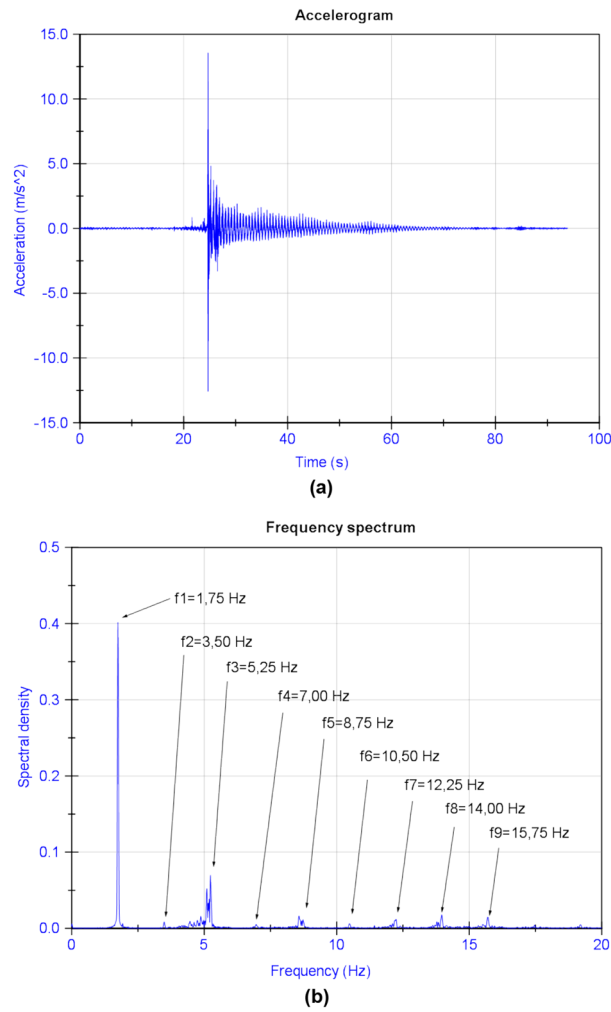 Accelerogram
15.0
10.0
5.0
0.0
-5.0
-10.0
-15.0
Acceleration (m/s^2)
0 20 40 60 80 100
Time (s)
(a)
Frequency spectrum
0.5
0.4
0.3
0.2
0.1
0.0
Spectral density
f1=1,75 Hz
f2=3,50 Hz
f3=5,25 Hz
f4=7,00 Hz
f5=8,75 Hz
f6=10,50 Hz
f7=12,25 Hz
f8=14,00 Hz
f9=15,75 Hz
0 5 10 15 20
Frequency (Hz)
(b)